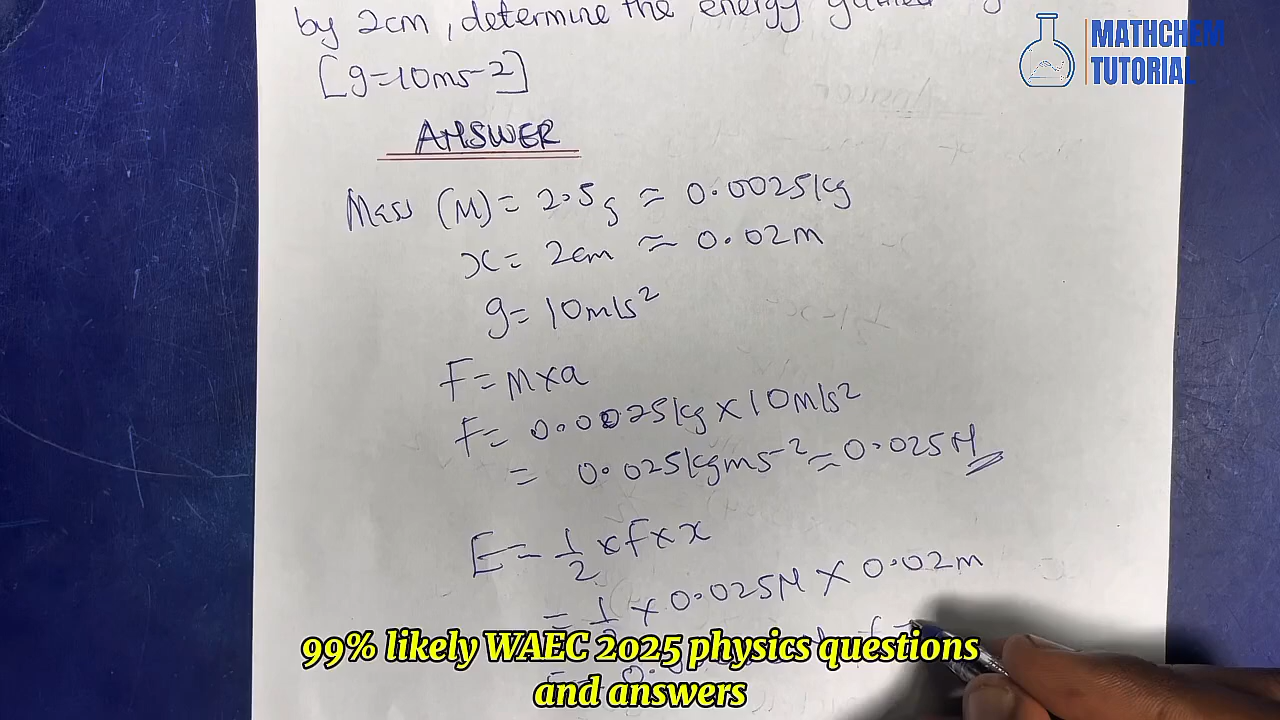 by 2cm, determine the energy gained
[g=10ms-2]
MATHCHEM
TUTORIAL
ANSWER
Mass (M) = 2.5g ≈ 0.0025kg
x = 2cm ≈ 0.02m
g = 10m/s²
F = Mxa
F = 0.0025kg x 10m/s²
= 0.025kgms-2 ≈ 0.025N
E = 1/2 x F x x
= 1/2 x 0.025N x 0.02m
99% likely WAEC 2025 physics questions
and answers